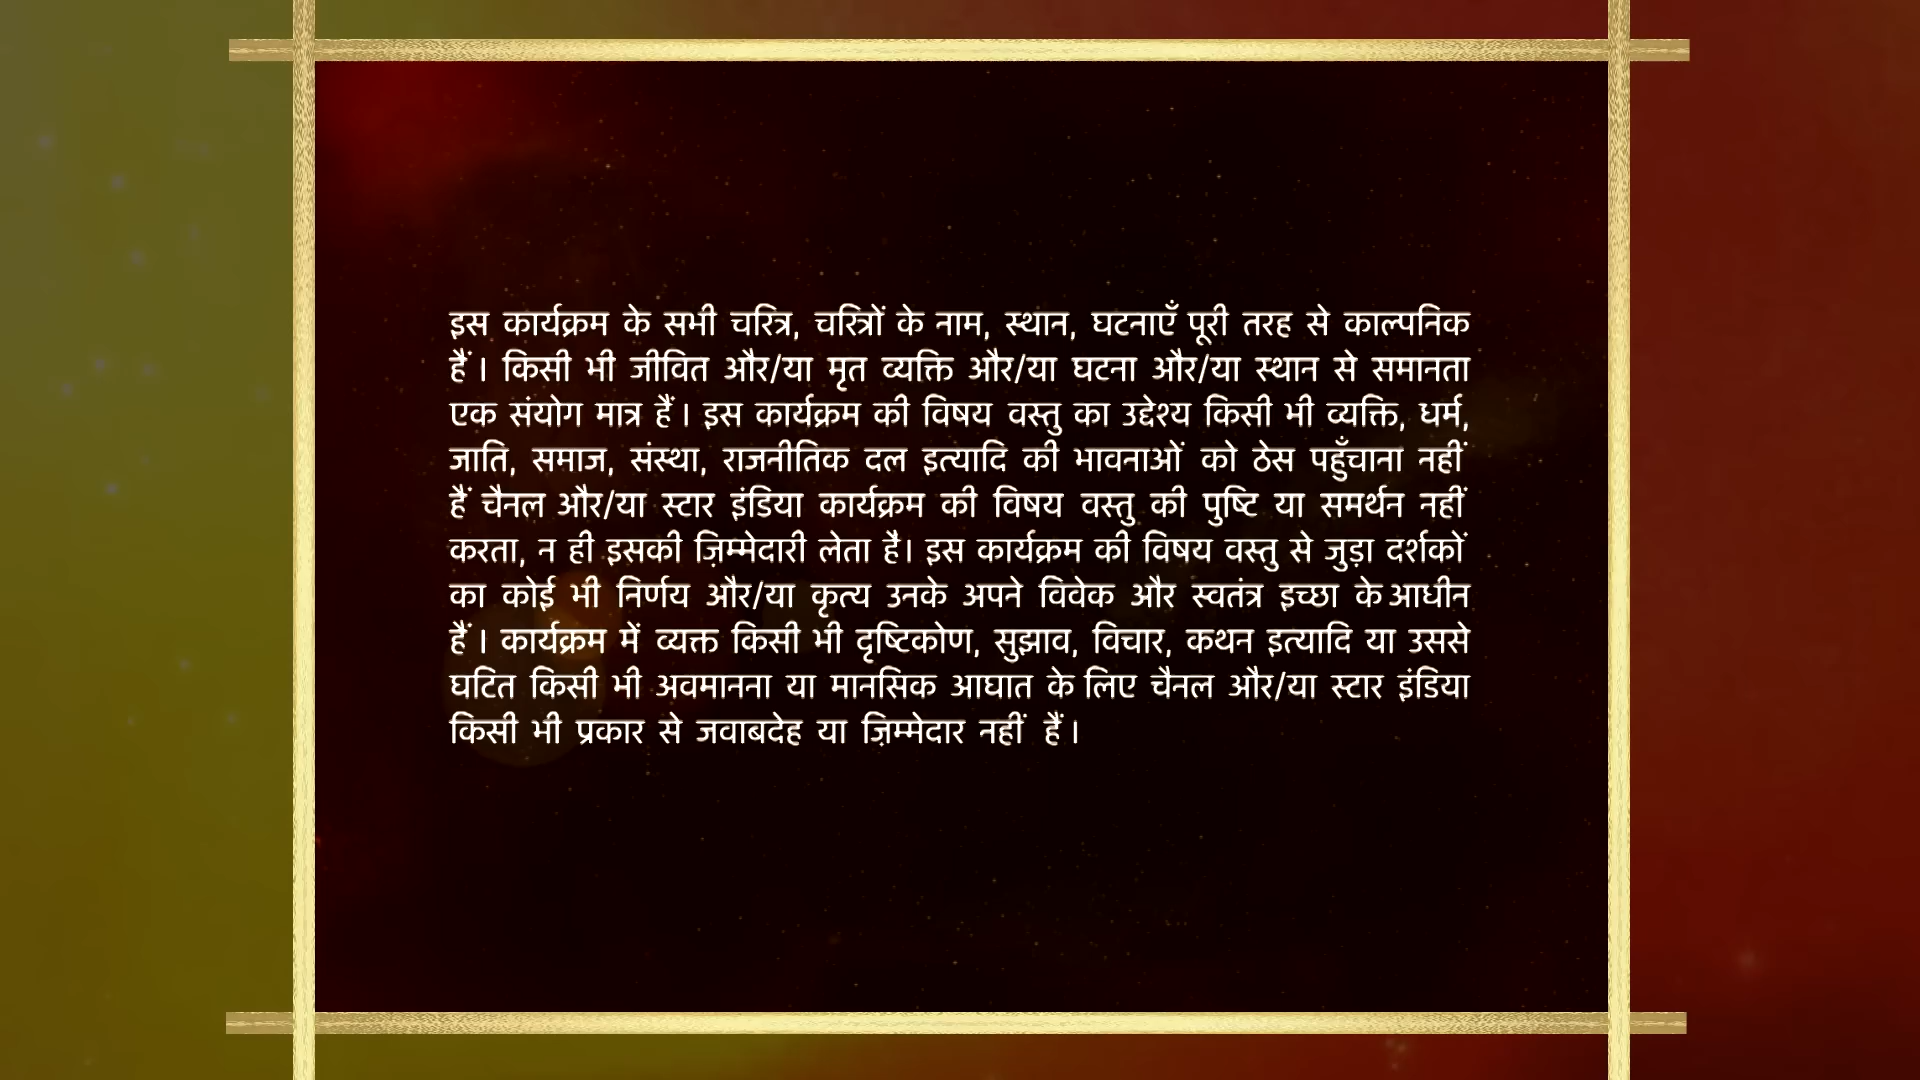 इस कार्यक्रम के सभी चरित्र, चरित्रों के नाम, स्थान, घटनाएँ पूरी तरह से काल्पनिक
हैं । किसी भी जीवित और/या मृत व्यक्ति और/या घटना और/या स्थान से समानता
एक संयोग मात्र हैं । इस कार्यक्रम की विषय वस्तु का उद्देश्य किसी भी व्यक्ति, धर्म,
जाति, समाज, संस्था, राजनीतिक दल इत्यादि की भावनाओं को ठेस पहुँचाना नहीं
हैं चैनल और/या स्टार इंडिया कार्यक्रम की विषय वस्तु की पुष्टि या समर्थन नहीं
करता, न ही इसकी ज़िम्मेदारी लेता है। इस कार्यक्रम की विषय वस्तु से जुड़ा दर्शकों
का कोई भी निर्णय और/या कृत्य उनके अपने विवेक और स्वतंत्र इच्छा के आधीन
हैं । कार्यक्रम में व्यक्त किसी भी दृष्टिकोण, सुझाव, विचार, कथन इत्यादि या उससे
घटित किसी भी अवमानना या मानसिक आघात के लिए चैनल और/या स्टार इंडिया
किसी भी प्रकार से जवाबदेह या ज़िम्मेदार नहीं हैं ।